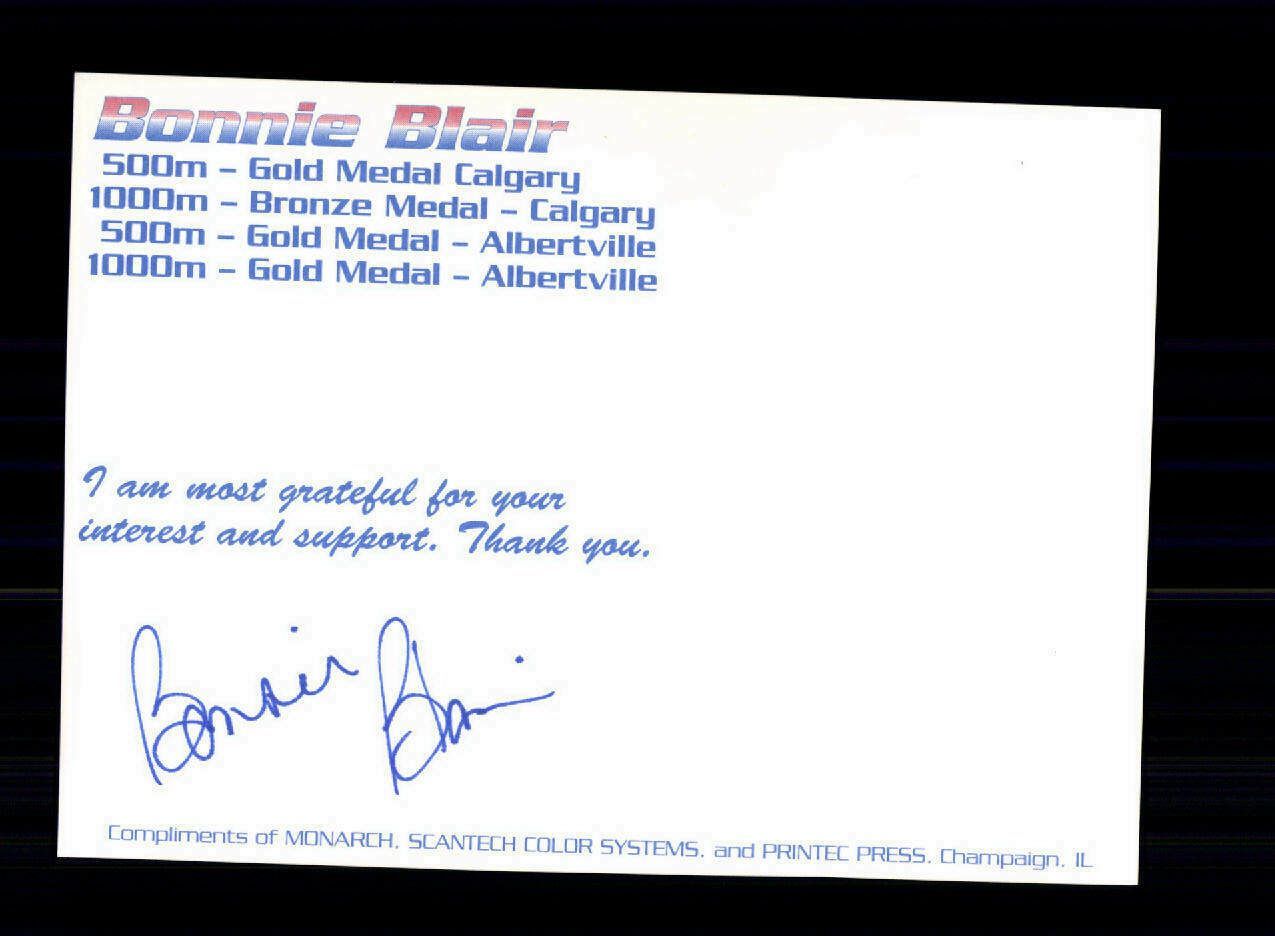 Bonnie Blair
500m – Gold Medal Calgary
1000m – Bronze Medal – Calgary
500m – Gold Medal – Albertville
1000m – Gold Medal – Albertville
I am most grateful for your
interest and support. Thank you.
Bonnie Blair
Compliments of MONARCH, SCANTECH COLOR SYSTEMS, and PRINTEC PRESS, Champaign, IL